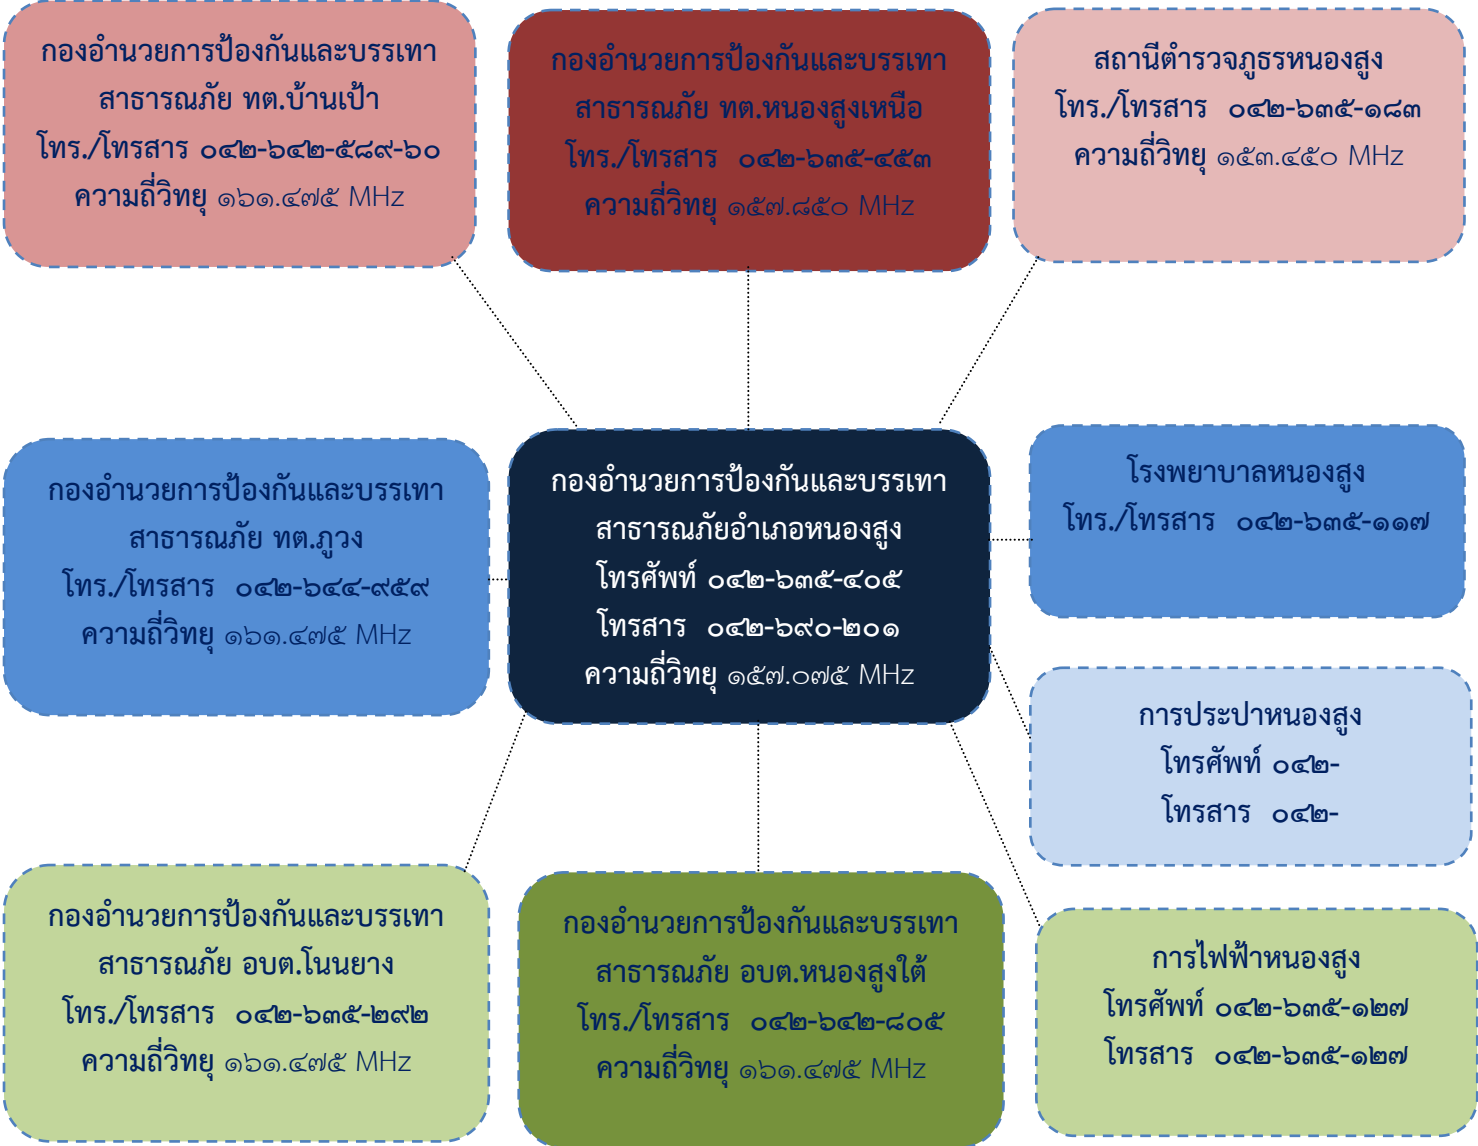 กองอำนวยการป้องกันและบรรเทา
สาธารณภัย ทต.บ้านเป้า
โทร./โทรสาร ๐๔๒-๖๔๒-๕๘๙-๖๐
ความถี่วิทยุ ๑๖๑.๔๗๕ MHz
กองอำนวยการป้องกันและบรรเทา
สาธารณภัย ทต.หนองสูงเหนือ
โทร./โทรสาร ๐๔๒-๖๓๕-๔๕๓
ความถี่วิทยุ ๑๕๗.๘๕๐ MHz
สถานีตำรวจภูธรหนองสูง
โทร./โทรสาร ๐๔๒-๖๓๕-๑๘๓
ความถี่วิทยุ ๑๕๓.๔๕๐ MHz
กองอำนวยการป้องกันและบรรเทา
สาธารณภัย ทต.ภูวง
โทร./โทรสาร ๐๔๒-๖๔๔-๙๕๙
ความถี่วิทยุ ๑๖๑.๔๗๕ MHz
กองอำนวยการป้องกันและบรรเทา
สาธารณภัยอำเภอหนองสูง
โทรศัพท์ ๐๔๒-๖๓๕-๔๐๕
โทรสาร ๐๔๒-๖๙๐-๒๐๑
ความถี่วิทยุ ๑๕๗.๐๗๕ MHz
โรงพยาบาลหนองสูง
โทร./โทรสาร ๐๔๒-๖๓๕-๑๑๗
การประปาหนองสูง
โทรศัพท์ ๐๔๒-
โทรสาร ๐๔๒-
กองอำนวยการป้องกันและบรรเทา
สาธารณภัย อบต.โนนยาง
โทร./โทรสาร ๐๔๒-๖๓๕-๒๙๒
ความถี่วิทยุ ๑๖๑.๔๗๕ MHz
กองอำนวยการป้องกันและบรรเทา
สาธารณภัย อบต.หนองสูงใต้
โทร./โทรสาร ๐๔๒-๖๔๒-๘๐๕
ความถี่วิทยุ ๑๖๑.๔๗๕ MHz
การไฟฟ้าหนองสูง
โทรศัพท์ ๐๔๒-๖๓๕-๑๒๗
โทรสาร ๐๔๒-๖๓๕-๑๒๗